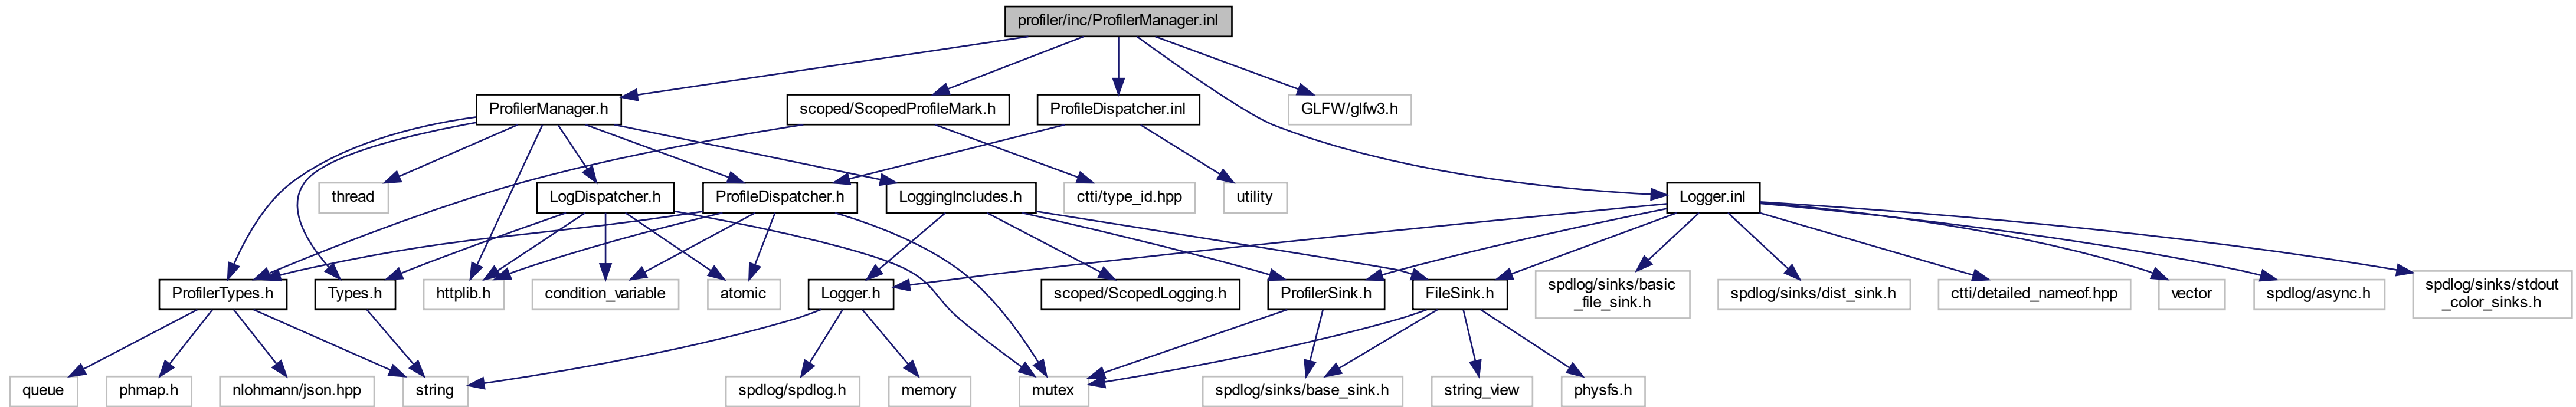 profiler/inc/ProfilerManager.inl
ProfilerManager.h
scoped/ScopedProfileMark.h
ProfileDispatcher.inl
GLFW/glfw3.h
thread
LogDispatcher.h
ProfileDispatcher.h
LoggingIncludes.h
ctti/type_id.hpp
utility
Logger.inl
ProfilerTypes.h
Types.h
httplib.h
condition_variable
atomic
Logger.h
scoped/ScopedLogging.h
ProfilerSink.h
FileSink.h
spdlog/sinks/basic
_file_sink.h
spdlog/sinks/dist_sink.h
ctti/detailed_nameof.hpp
vector
spdlog/async.h
spdlog/sinks/stdout
_color_sinks.h
queue
phmap.h
nlohmann/json.hpp
string
spdlog/spdlog.h
memory
mutex
spdlog/sinks/base_sink.h
string_view
physfs.h